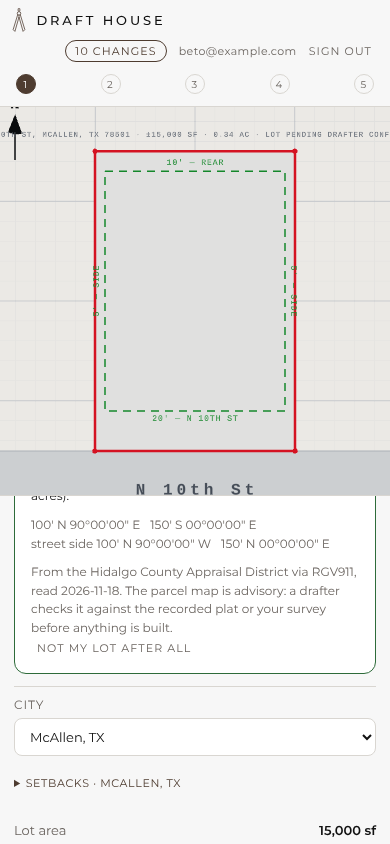 DRAFT HOUSE
10 CHANGES beto@example.com SIGN OUT
1 2 3 4 5
ST, MCALLEN, TX 78501 · ±15,000 SF · 0.34 AC · LOT PENDING DRAFTER CONF
10' — REAR
SIDE
SIDE
20' — N 10TH ST
N 10th St
acres).
100' N 90°00'00" E 150' S 00°00'00" E
street side 100' N 90°00'00" W 150' N 00°00'00" E
From the Hidalgo County Appraisal District via RGV911,
read 2026-11-18. The parcel map is advisory: a drafter
checks it against the recorded plat or your survey
before anything is built.
NOT MY LOT AFTER ALL
CITY
McAllen, TX
SETBACKS · MCALLEN, TX
Lot area 15,000 sf